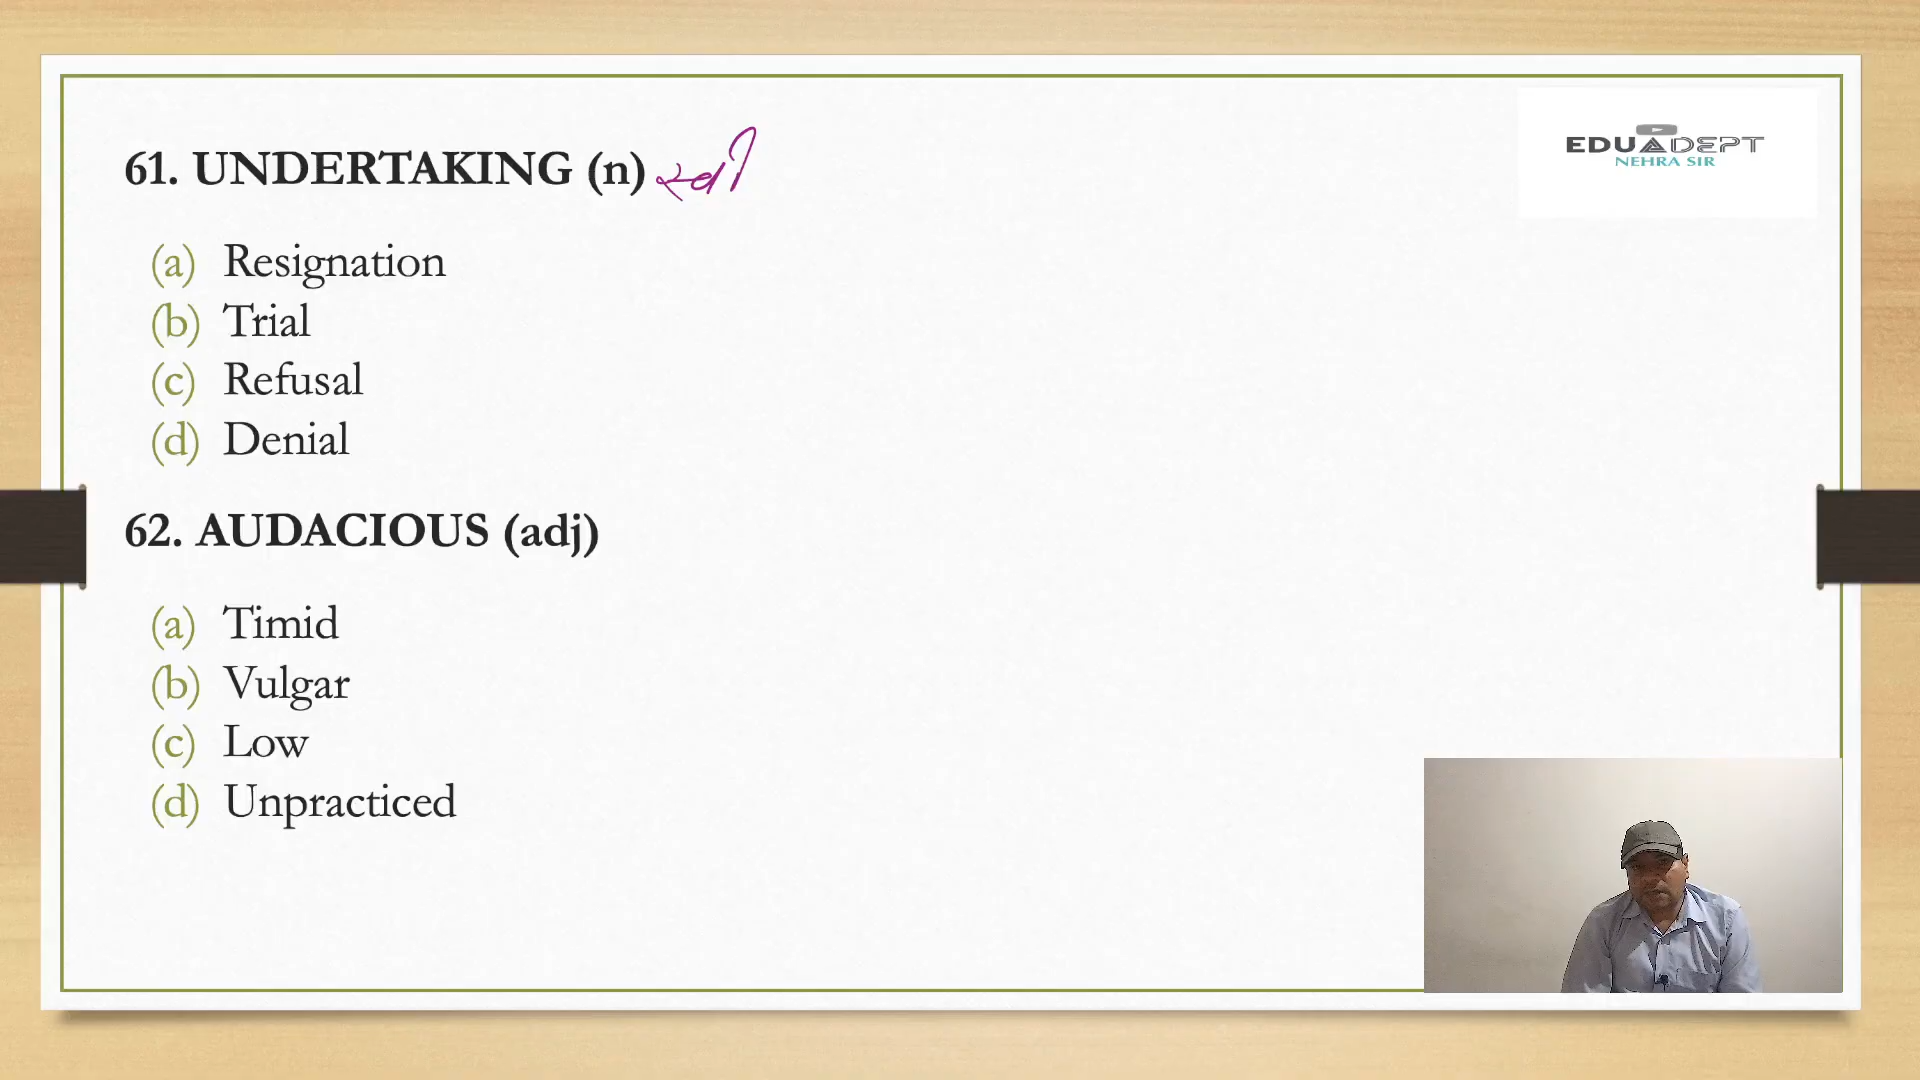 61. UNDERTAKING (n)
EDUADEPT
NEHRA SIR
(a) Resignation
(b) Trial
(c) Refusal
(d) Denial
62. AUDACIOUS (adj)
(a) Timid
(b) Vulgar
(c) Low
(d) Unpracticed